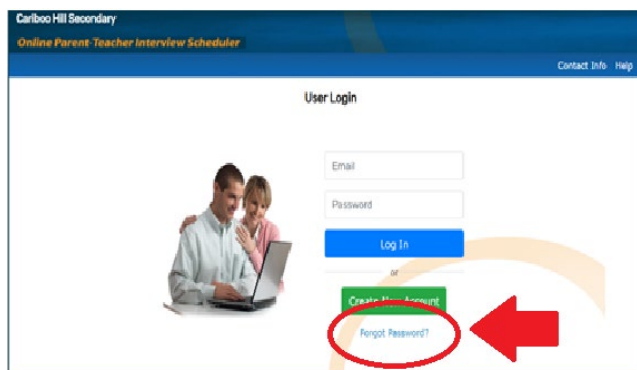 Cariboo Hill Secondary
Online Parent-Teacher Interview Scheduler
Contact Info Help
User Login
Email
Password
Log In
or
Create New Account
Forgot Password?